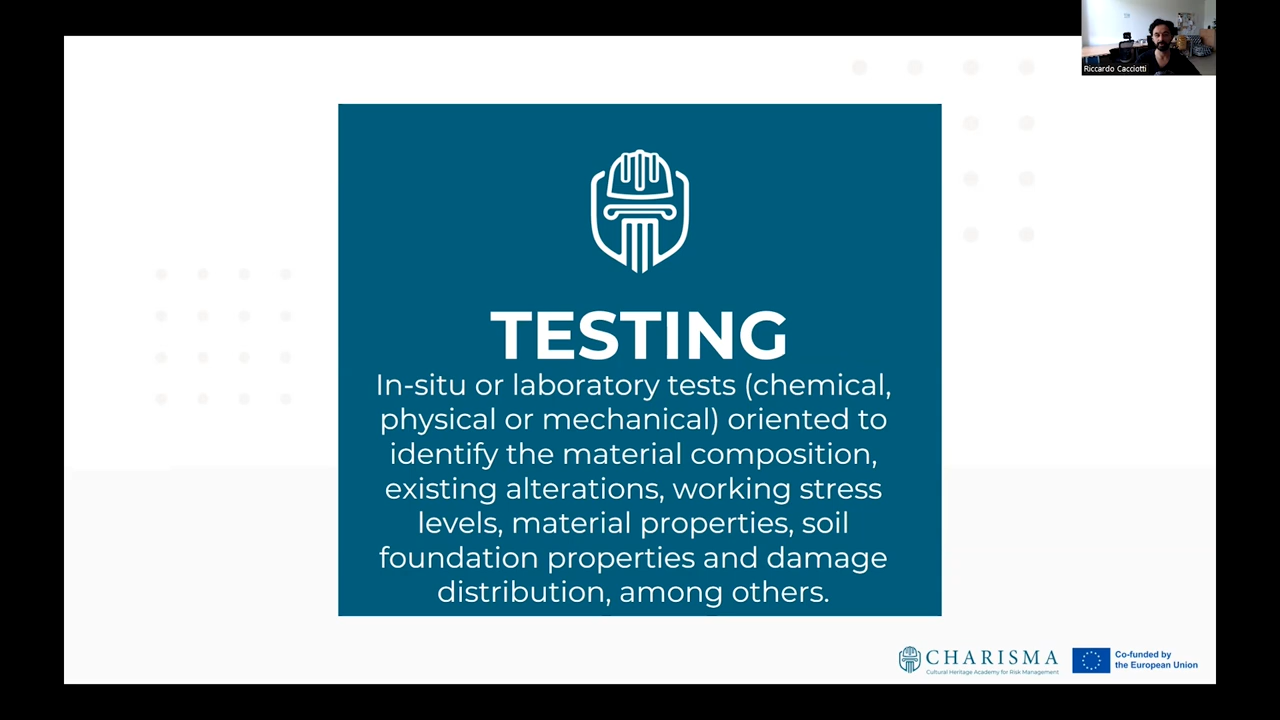 Riccardo Cacciotti
TESTING
In-situ or laboratory tests (chemical,
physical or mechanical) oriented to
identify the material composition,
existing alterations, working stress
levels, material properties, soil
foundation properties and damage
distribution, among others.
CHARISMA
Cultural Heritage Academy for Risk Management
Co-funded by
the European Union